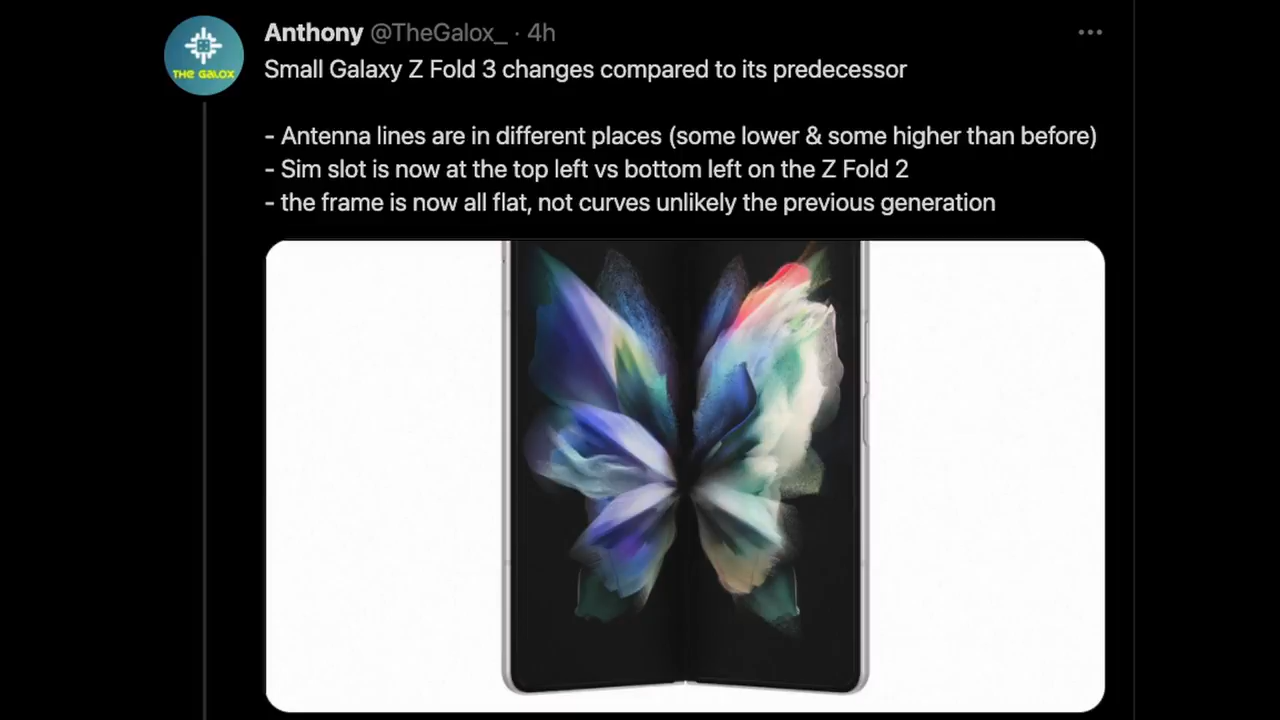 Anthony @TheGalox_ · 4h
Small Galaxy Z Fold 3 changes compared to its predecessor
- Antenna lines are in different places (some lower & some higher than before)
- Sim slot is now at the top left vs bottom left on the Z Fold 2
- the frame is now all flat, not curves unlikely the previous generation
THE GALOX